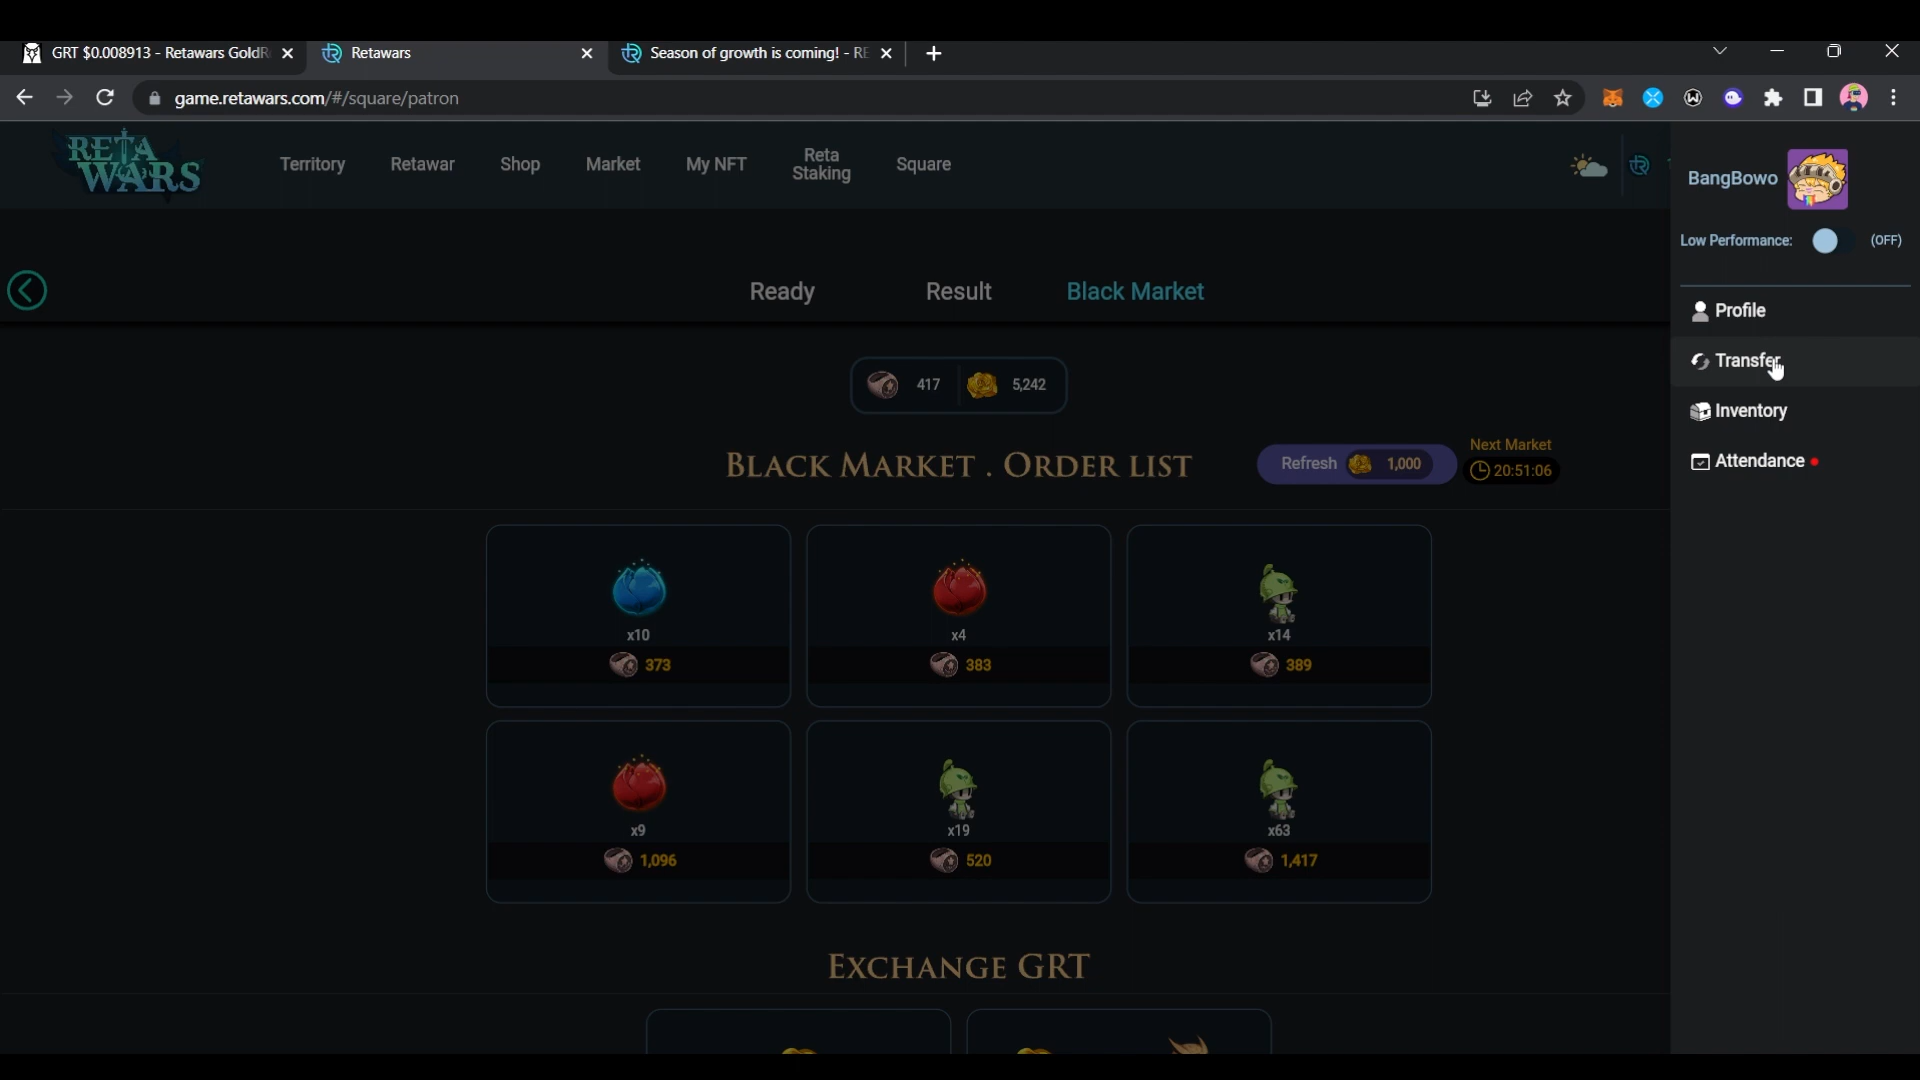 GRT $0.008913 - Retawars GoldR
Retawars
Season of growth is coming! - RE
game.retawars.com/#/square/patron
RETA
WARS
Territory
Retawar
Shop
Market
My NFT
Reta
Staking
Square
BangBowo
Low Performance:
(OFF)
Profile
Transfer
Inventory
Attendance
Ready
Result
Black Market
417
5,242
BLACK MARKET . ORDER LIST
Refresh
1,000
Next Market
20:51:06
x10
373
x4
383
x14
389
x9
1,096
x19
520
x63
1,417
EXCHANGE GRT